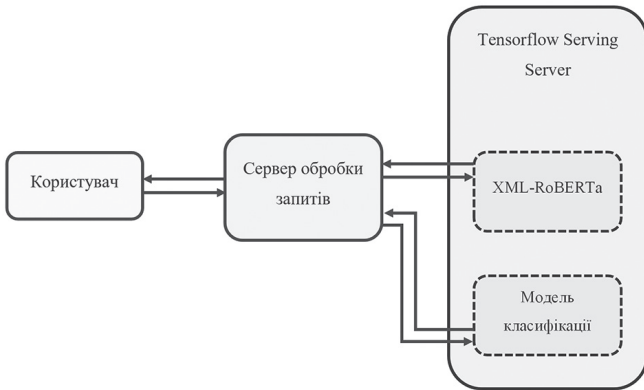 Tensorflow Serving
Server
Користувач
Сервер обробки
запитів
XML-RoBERTa
Модель
класифікації